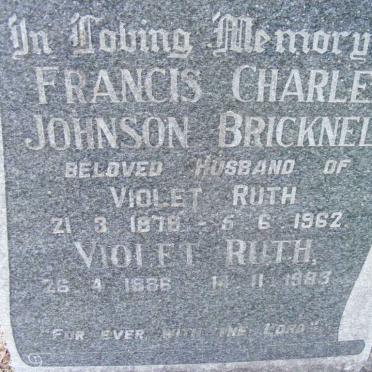 In Loving Memory
FRANCIS CHARLE
JOHNSON BRICKNEL
BELOVED HUSBAND OF
VIOLET RUTH
21 3 1878 - 5 6 1962
VIOLET RUTH,
26 4 1886 14 11 1983
"FOR EVER WITH THE LORD"